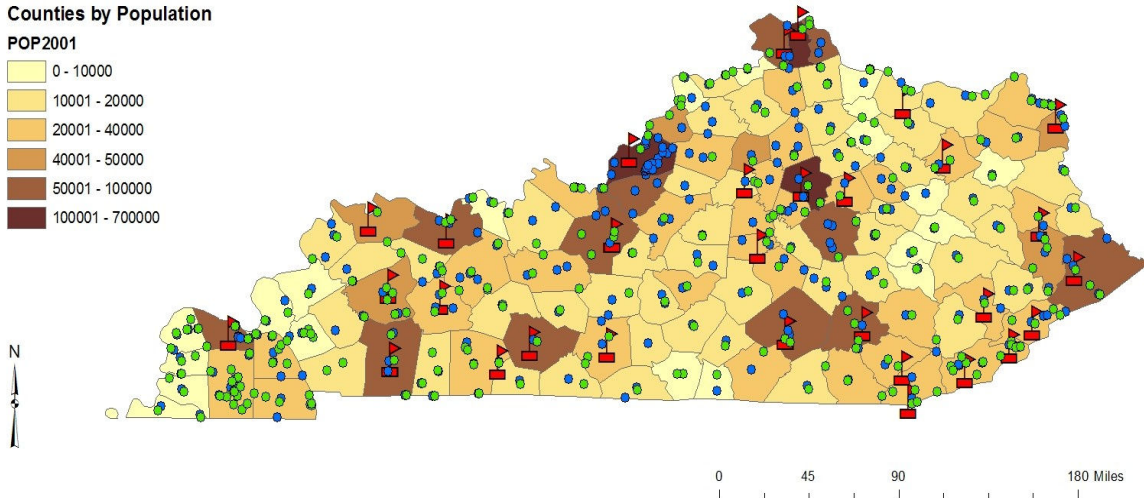 Counties by Population
POP2001
0 - 10000
10001 - 20000
20001 - 40000
40001 - 50000
50001 - 100000
100001 - 700000
N
0 45 90 180 Miles